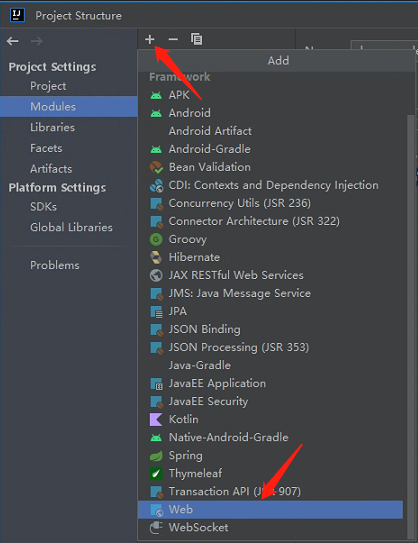 Project Structure
Project Settings
Project
Modules
Libraries
Facets
Artifacts
Platform Settings
SDKs
Global Libraries
Problems
Add
Framework
APK
Android
Android Artifact
Android-Gradle
Bean Validation
CDI: Contexts and Dependency Injection
Concurrency Utils (JSR 236)
Connector Architecture (JSR 322)
Groovy
Hibernate
JAX RESTful Web Services
JMS: Java Message Service
JPA
JSON Binding
JSON Processing (JSR 353)
Java-Gradle
JavaEE Application
JavaEE Security
Kotlin
Native-Android-Gradle
Spring
Thymeleaf
Transaction API (JSR 907)
Web
WebSocket